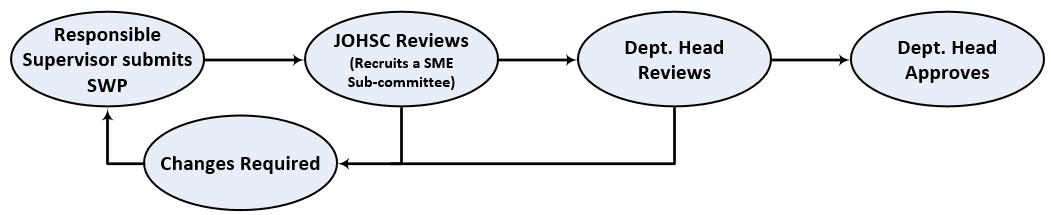 Responsible
Supervisor submits
SWP
JOHSC Reviews
(Recruits a SME
Sub-committee)
Dept. Head
Reviews
Dept. Head
Approves
Changes Required